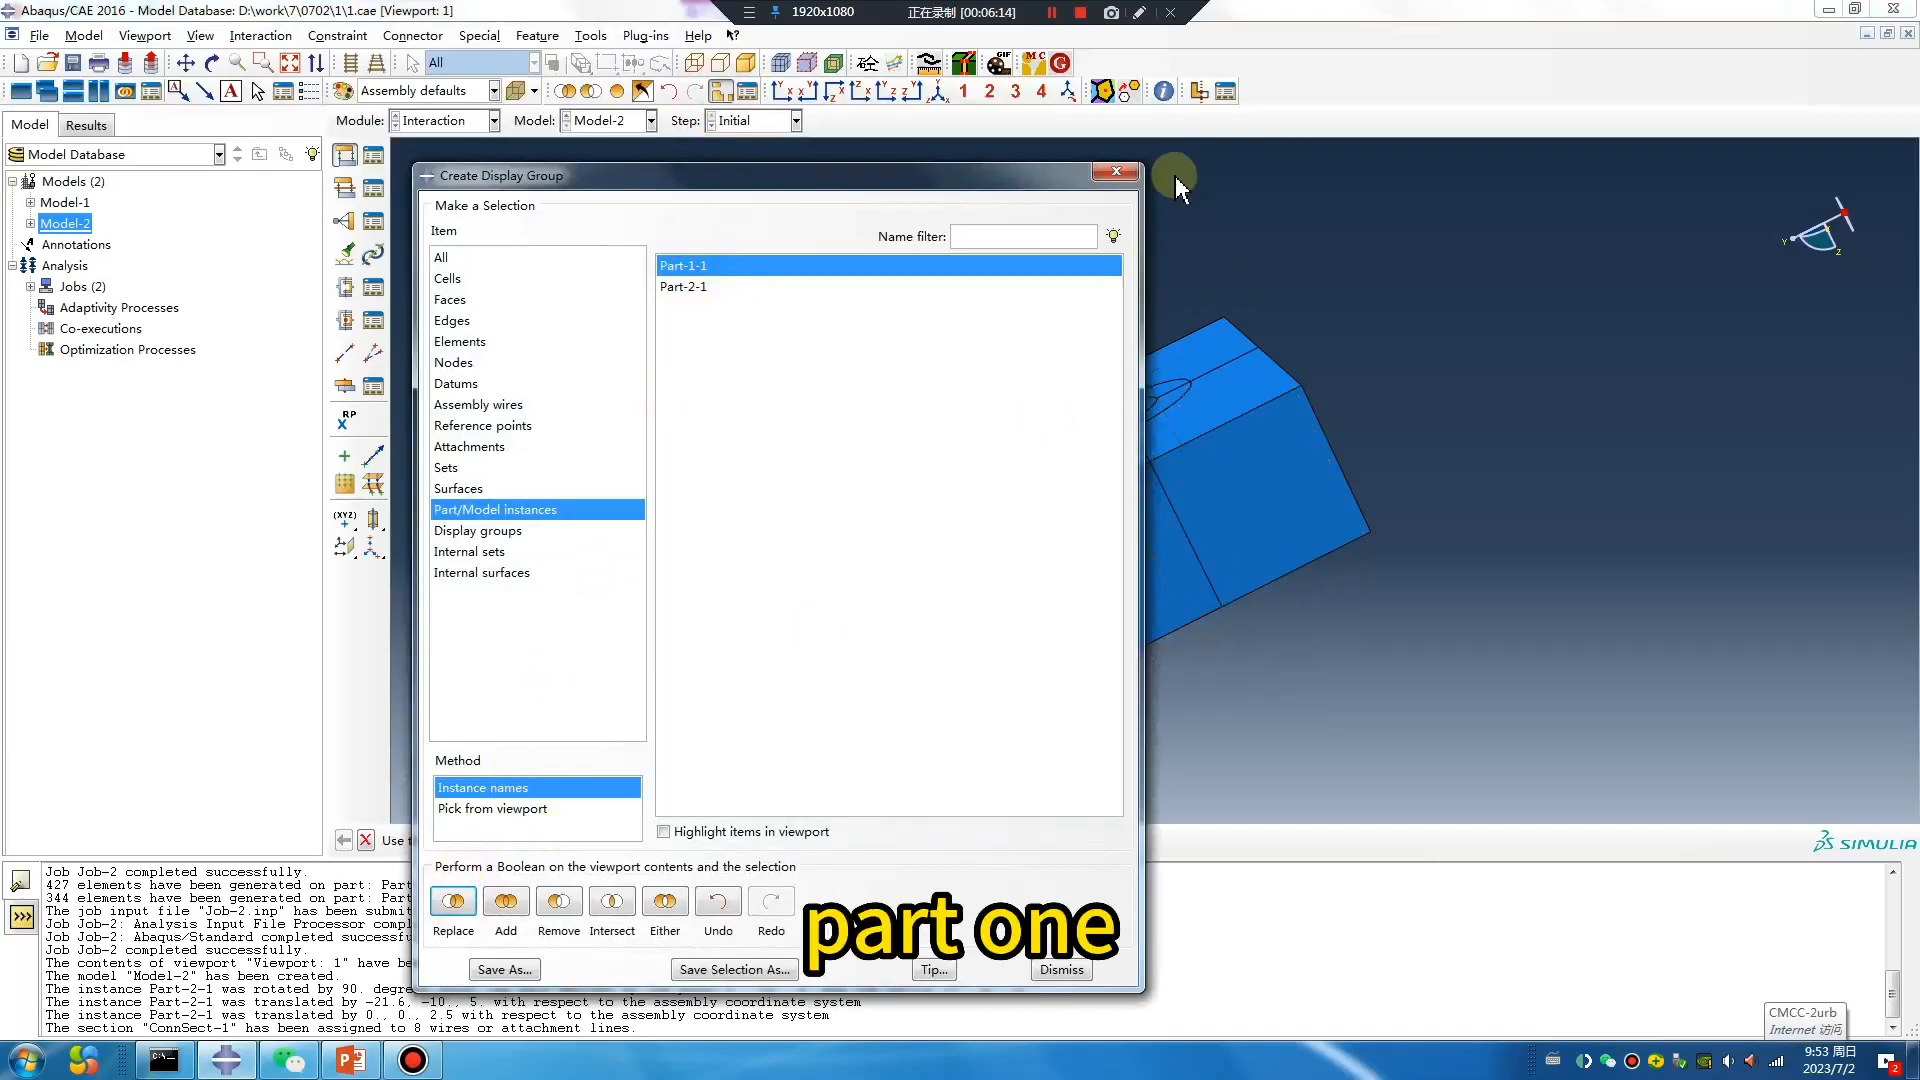 Abaqus/CAE 2016 - Model Database: D:\work\7\0702\1\1.cae [Viewport: 1]
1920x1080
正在录制 [00:06:14]
File Model Viewport View Interaction Constraint Connector Special Feature Tools Plug-ins Help
All
砼
GIF
M C
G
A
Assembly defaults
1 2 3 4
Model Results
Module: Interaction Model: Model-2 Step: Initial
Model Database
Models (2)
Model-1
Model-2
Annotations
Analysis
Jobs (2)
Adaptivity Processes
Co-executions
Optimization Processes
RP
(XYZ)
Create Display Group
Make a Selection
Item
Name filter:
All
Cells
Faces
Edges
Elements
Nodes
Datums
Assembly wires
Reference points
Attachments
Sets
Surfaces
Part/Model instances
Display groups
Internal sets
Internal surfaces
Part-1-1
Part-2-1
Method
Instance names
Pick from viewport
Highlight items in viewport
Perform a Boolean on the viewport contents and the selection
Replace Add Remove Intersect Either Undo Redo
Save As... Save Selection As... Tip... Dismiss
part one
Y
Z
SIMULIA
Use t
Job Job-2 completed successfully.
427 elements have been generated on part: Part
344 elements have been generated on part: Part
The job input file "Job-2.inp" has been submit
Job Job-2: Analysis Input File Processor compl
Job Job-2: Abaqus/Standard completed successfu
Job Job-2 completed successfully.
The contents of viewport "Viewport: 1" have be
The model "Model-2" has been created.
The instance Part-2-1 was rotated by 90. degre
The instance Part-2-1 was translated by -21.6, -10., 5. with respect to the assembly coordinate system
The instance Part-2-1 was translated by 0., 0., 2.5 with respect to the assembly coordinate system
The section "ConnSect-1" has been assigned to 8 wires or attachment lines.
CMCC-2urb
Internet 访问
9:53 周日
2023/7/2
2